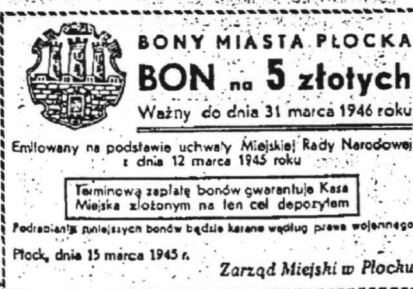 BONY MIASTA PŁOCKA
BON na 5 złotych
Ważny do dnia 31 marca 1946 roku
Emitowany na podstawie uchwały Miejskiej Rady Narodowej
z dnia 12 marca 1945 roku
Terminową zapłatę bonów gwarantuje Kasa
Miejska złożonym na ten cel depozytem
Podrabianie niniejszych bonów będzie karane według prawa wojennego
Płock, dnia 15 marca 1945 r.
Zarząd Miejski w Płocku